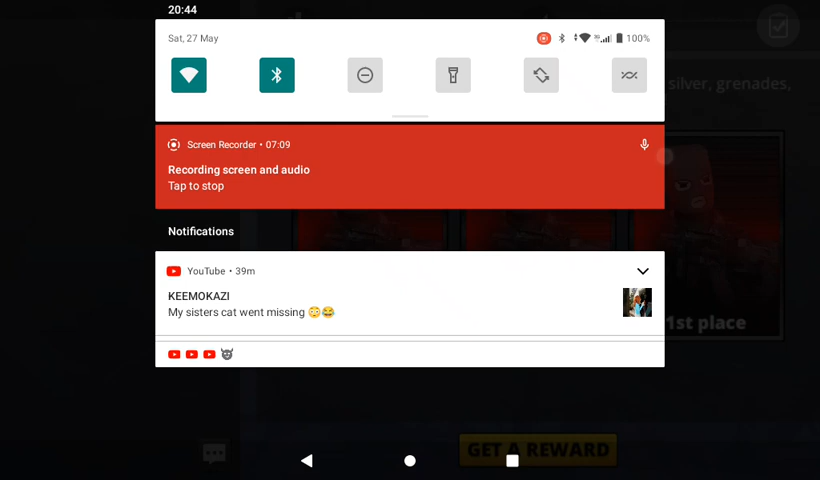 20:44
Sat, 27 May
3G
100%
silver, grenades,
Screen Recorder • 07:09
Recording screen and audio
Tap to stop
Notifications
YouTube • 39m
KEEMOKAZI
My sisters cat went missing 😳😂
1st place
GET A REWARD